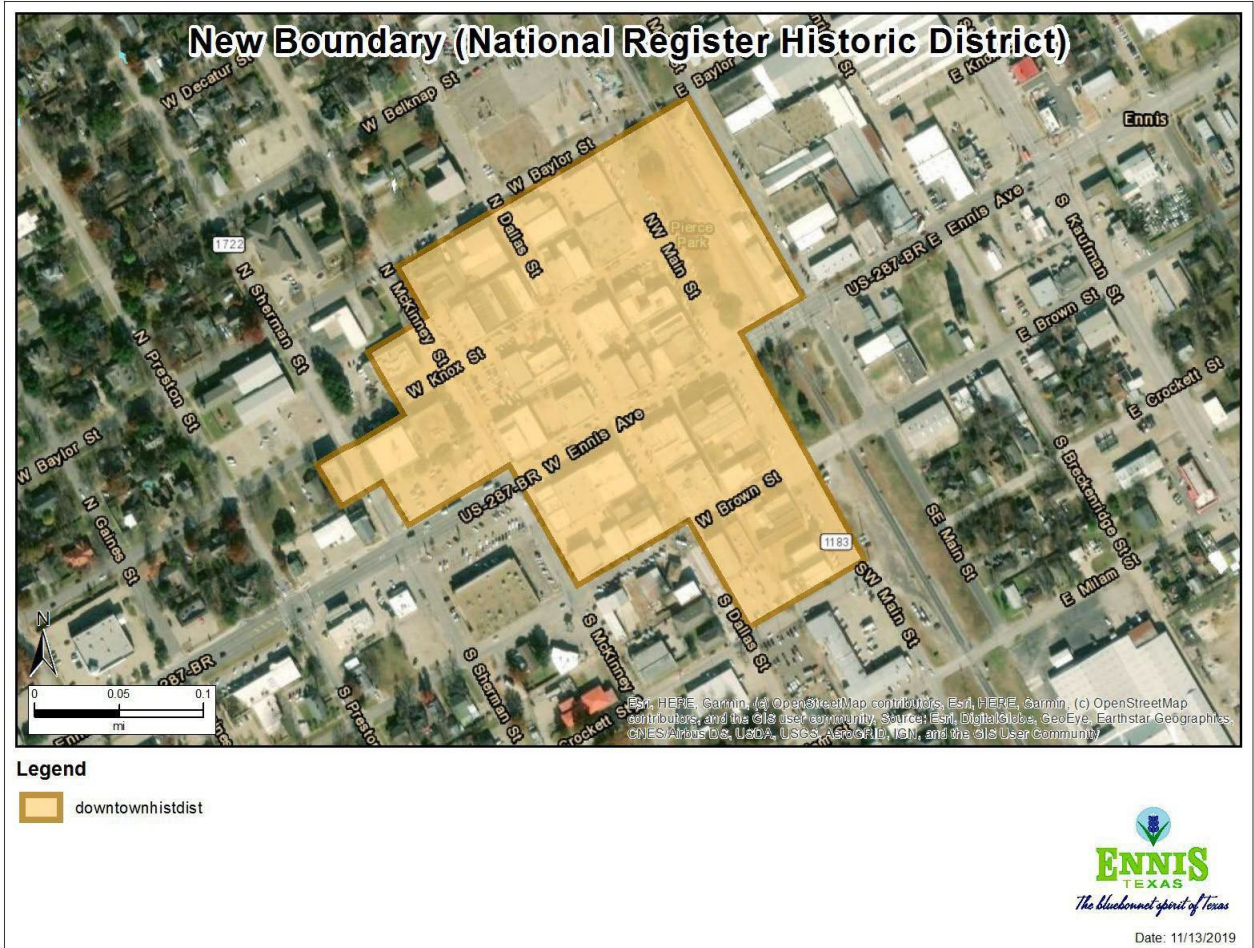 New Boundary (National Register Historic District)
W Decatur St
W Belknap St
E Baylor St
E Knox
Ennis
W Baylor St
N Dallas St
NW Main St
Pierce
Park
US-287-BR E Ennis Ave
S Kaufman St
1722
N Sherman St
N McKinney St
W Knox St
E Brown St
E Crockett St
N Preston St
W Baylor St
US-287-BR W Ennis Ave
W Brown St
N Gaines St
1183
SE Main St
S Breckenridge St
E Milam St
SW Main St
S Dallas St
S McKinney
S Sherman St
S Preston
287-BR
Crockett S
N
0 0.05 0.1
mi
Esri, HERE, Garmin, (c) OpenStreetMap contributors, Esri, HERE, Garmin, (c) OpenStreetMap
contributors, and the GIS user community, Source: Esri, DigitalGlobe, GeoEye, Earthstar Geographics,
CNES/Airbus DS, USDA, USGS, AeroGRID, IGN, and the GIS User Community
Legend
downtownhistdist
ENNIS
TEXAS
The bluebonnet spirit of Texas
Date: 11/13/2019